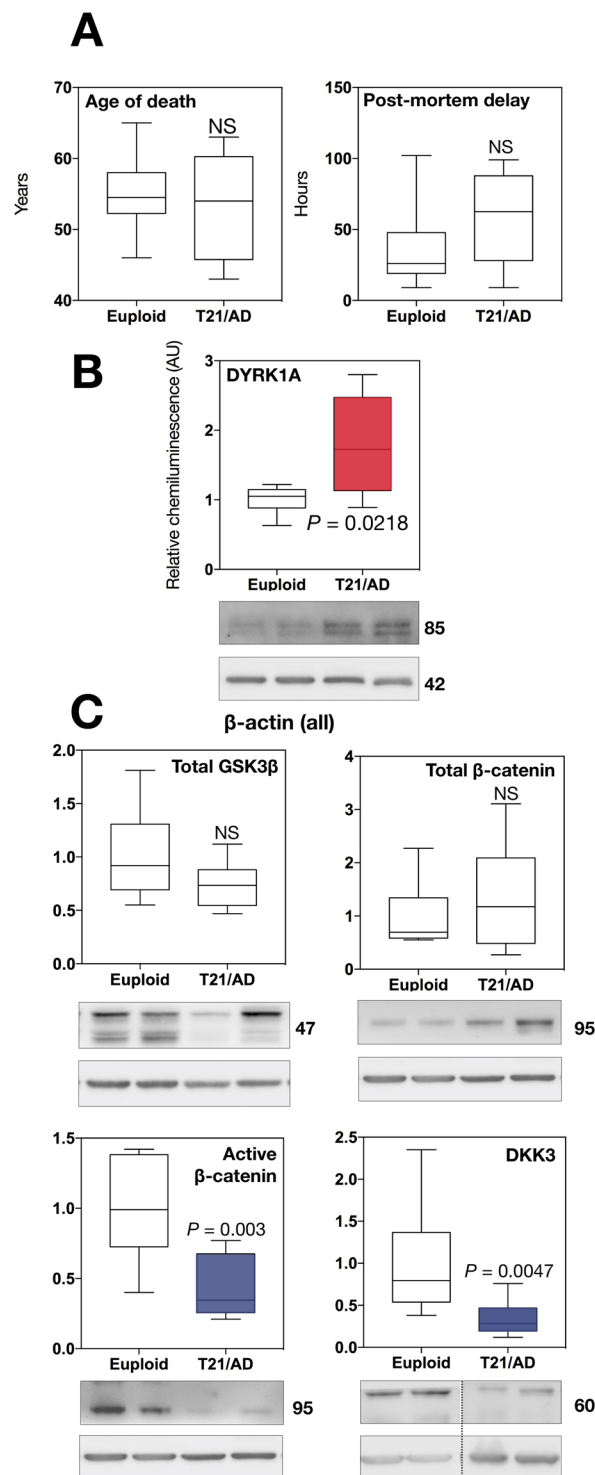 A
70
60
50
40
Years
Age of death
NS
Euploid
T21/AD
150
100
50
0
Hours
Post-mortem delay
NS
Euploid
T21/AD
B
Relative chemiluminescence (AU)
3
2
1
0
DYRK1A
P = 0.0218
Euploid
T21/AD
85
42
β-actin (all)
C
2.0
1.5
1.0
0.5
0.0
Total GSK3β
NS
Euploid
T21/AD
47
4
3
2
1
0
Total β-catenin
NS
Euploid
T21/AD
95
1.5
1.0
0.5
0.0
Active
β-catenin
P = 0.003
Euploid
T21/AD
95
2.5
2.0
1.5
1.0
0.5
0.0
DKK3
P = 0.0047
Euploid
T21/AD
60